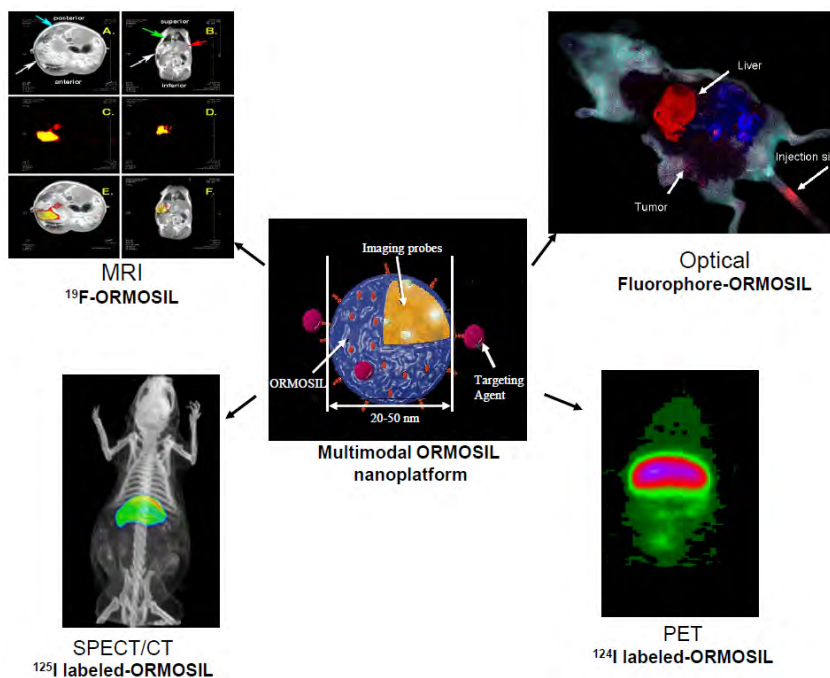 posterior
A.
anterior
superior
B.
inferior
C.
D.
E.
F.
MRI
¹⁹F-ORMOSIL
Liver
Injection si
Tumor
Optical
Fluorophore-ORMOSIL
Imaging probes
ORMOSIL
Targeting
Agent
20-50 nm
Multimodal ORMOSIL
nanoplatform
SPECT/CT
¹²⁵I labeled-ORMOSIL
PET
¹²⁴I labeled-ORMOSIL